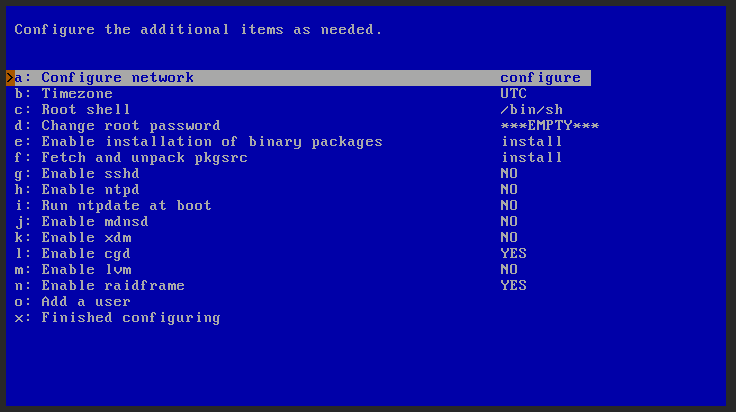 Configure the additional items as needed.
>a: Configure network configure
b: Timezone UTC
c: Root shell /bin/sh
d: Change root password ***EMPTY***
e: Enable installation of binary packages install
f: Fetch and unpack pkgsrc install
g: Enable sshd NO
h: Enable ntpd NO
i: Run ntpdate at boot NO
j: Enable mdnsd NO
k: Enable xdm NO
l: Enable cgd YES
m: Enable lvm NO
n: Enable raidframe YES
o: Add a user
x: Finished configuring